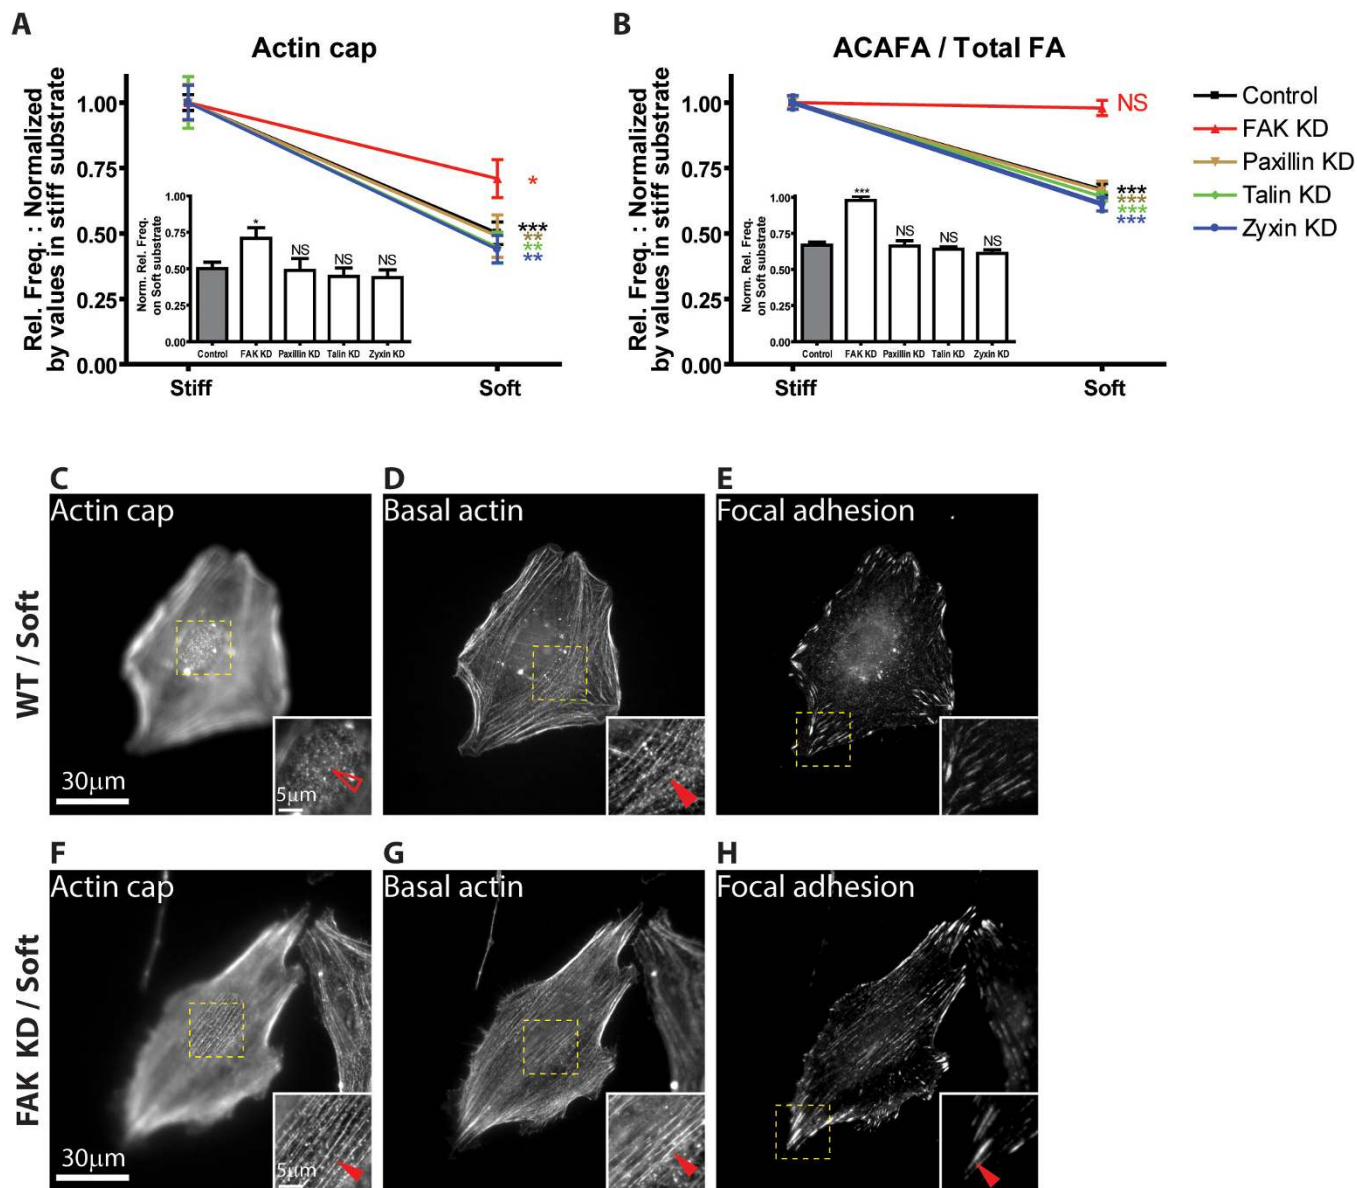 A
Actin cap
Rel. Freq. : Normalized
by values in stiff substrate
1.00
0.75
0.50
0.25
0.00
Stiff
Soft
*
***
**
**
**
Norm. Rel. Freq.
on Soft substrate
1.00
0.75
0.50
0.25
0.00
*
NS
NS
NS
Control
FAK KD
Paxillin KD
Talin KD
Zyxin KD
B
ACAFA / Total FA
Rel. Freq. : Normalized
by values in stiff substrate
1.00
0.75
0.50
0.25
0.00
Stiff
Soft
NS
***
***
***
***
Norm. Rel. Freq.
on Soft substrate
1.00
0.75
0.50
0.25
0.00
***
NS
NS
NS
Control
FAK KD
Paxillin KD
Talin KD
Zyxin KD
Control
FAK KD
Paxillin KD
Talin KD
Zyxin KD
WT / Soft
C
Actin cap
30μm
5μm
D
Basal actin
E
Focal adhesion
FAK KD / Soft
F
Actin cap
30μm
5μm
G
Basal actin
H
Focal adhesion